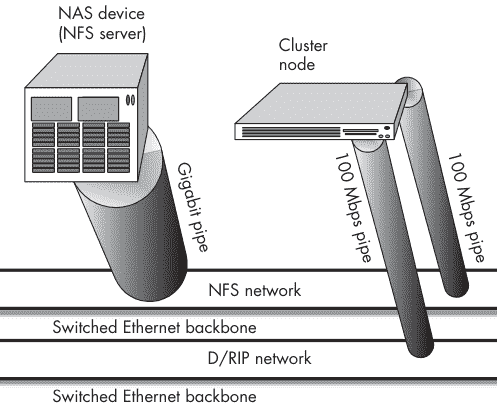 NAS device
(NFS server)
Cluster
node
Gigabit pipe
100 Mbps pipe
100 Mbps pipe
NFS network
Switched Ethernet backbone
D/RIP network
Switched Ethernet backbone